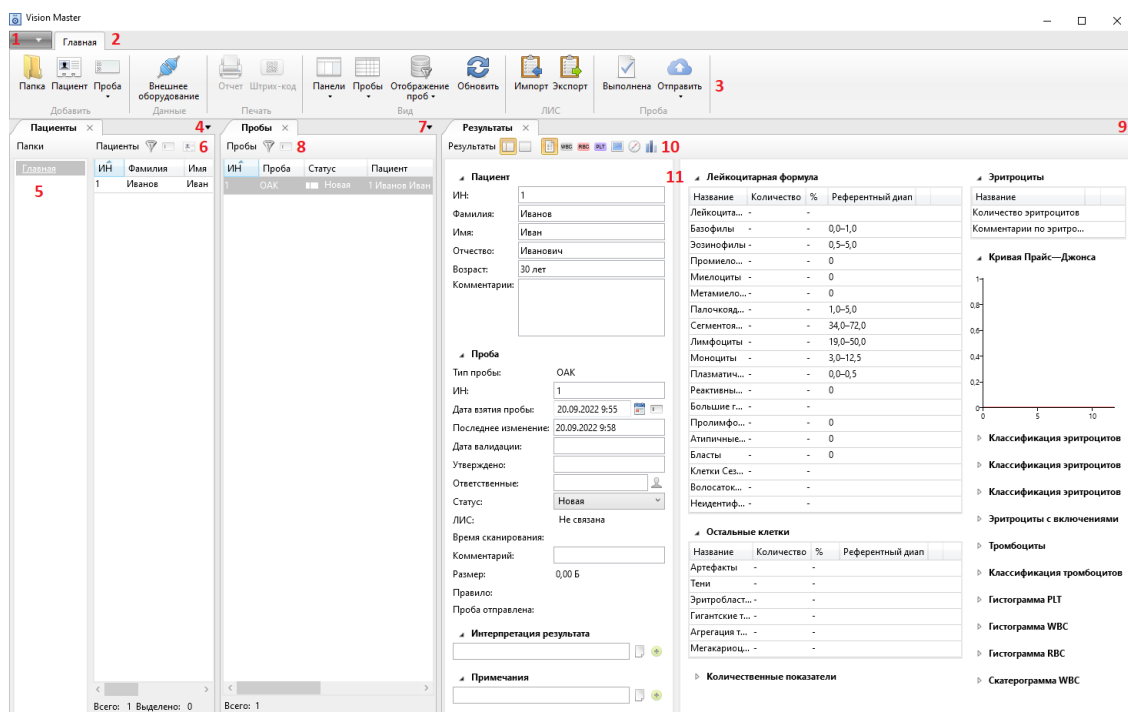 Vision Master
1 Главная 2
Папка Пациент Проба Внешнее оборудование Отчет Штрих-код Панели Пробы Отображение проб Обновить Импорт Экспорт Выполнена Отправить 3
Добавить Данные Печать Вид ЛИС Проба
Пациенты 4
Папки Пациенты 6
Главная
5
ИН Фамилия Имя
1 Иванов Иван
Всего: 1 Выделено: 0
Пробы 7
Пробы 8
ИН Проба Статус Пациент
1 ОАК Новая 1 Иванов Иван
Всего: 1
Результаты 9
Результаты WBC RBC PLT 10
Пациент
ИН: 1
Фамилия: Иванов
Имя: Иван
Отчество: Иванович
Возраст: 30 лет
Комментарии:
Проба
Тип пробы: ОАК
ИН: 1
Дата взятия пробы: 20.09.2022 9:55
Последнее изменение: 20.09.2022 9:58
Дата валидации:
Утверждено:
Ответственные:
Статус: Новая
ЛИС: Не связана
Время сканирования:
Комментарий:
Размер: 0,00 Б
Правило:
Проба отправлена:
Интерпретация результата
Примечания
11 Лейкоцитарная формула
Название Количество % Референтный диап
Лейкоцита... - -
Базофилы - - 0,0–1,0
Эозинофилы - - 0,5–5,0
Промиело... - - 0
Миелоциты - - 0
Метамиело... - - 0
Палочкояд... - - 1,0–5,0
Сегментоя... - - 34,0–72,0
Лимфоциты - - 19,0–50,0
Моноциты - - 3,0–12,5
Плазматич... - - 0,0–0,5
Реактивны... - - 0
Большие г... - -
Пролимфо... - - 0
Атипичные... - - 0
Бласты - - 0
Клетки Сез... - -
Волосаток... - -
Неидентиф... - -
Остальные клетки
Название Количество % Референтный диап
Артефакты - -
Тени - -
Эритробласт... - -
Гигантские т... - -
Агрегация т... - -
Мегакариоц... - -
Количественные показатели
Эритроциты
Название
Количество эритроцитов
Комментарии по эритро...
Кривая Прайс—Джонса
1
0,8
0,6
0,4
0,2
0
0 5 10
Классификация эритроцитов
Классификация эритроцитов
Классификация эритроцитов
Эритроциты с включениями
Тромбоциты
Классификация тромбоцитов
Гистограмма PLT
Гистограмма WBC
Гистограмма RBC
Скатерограмма WBC